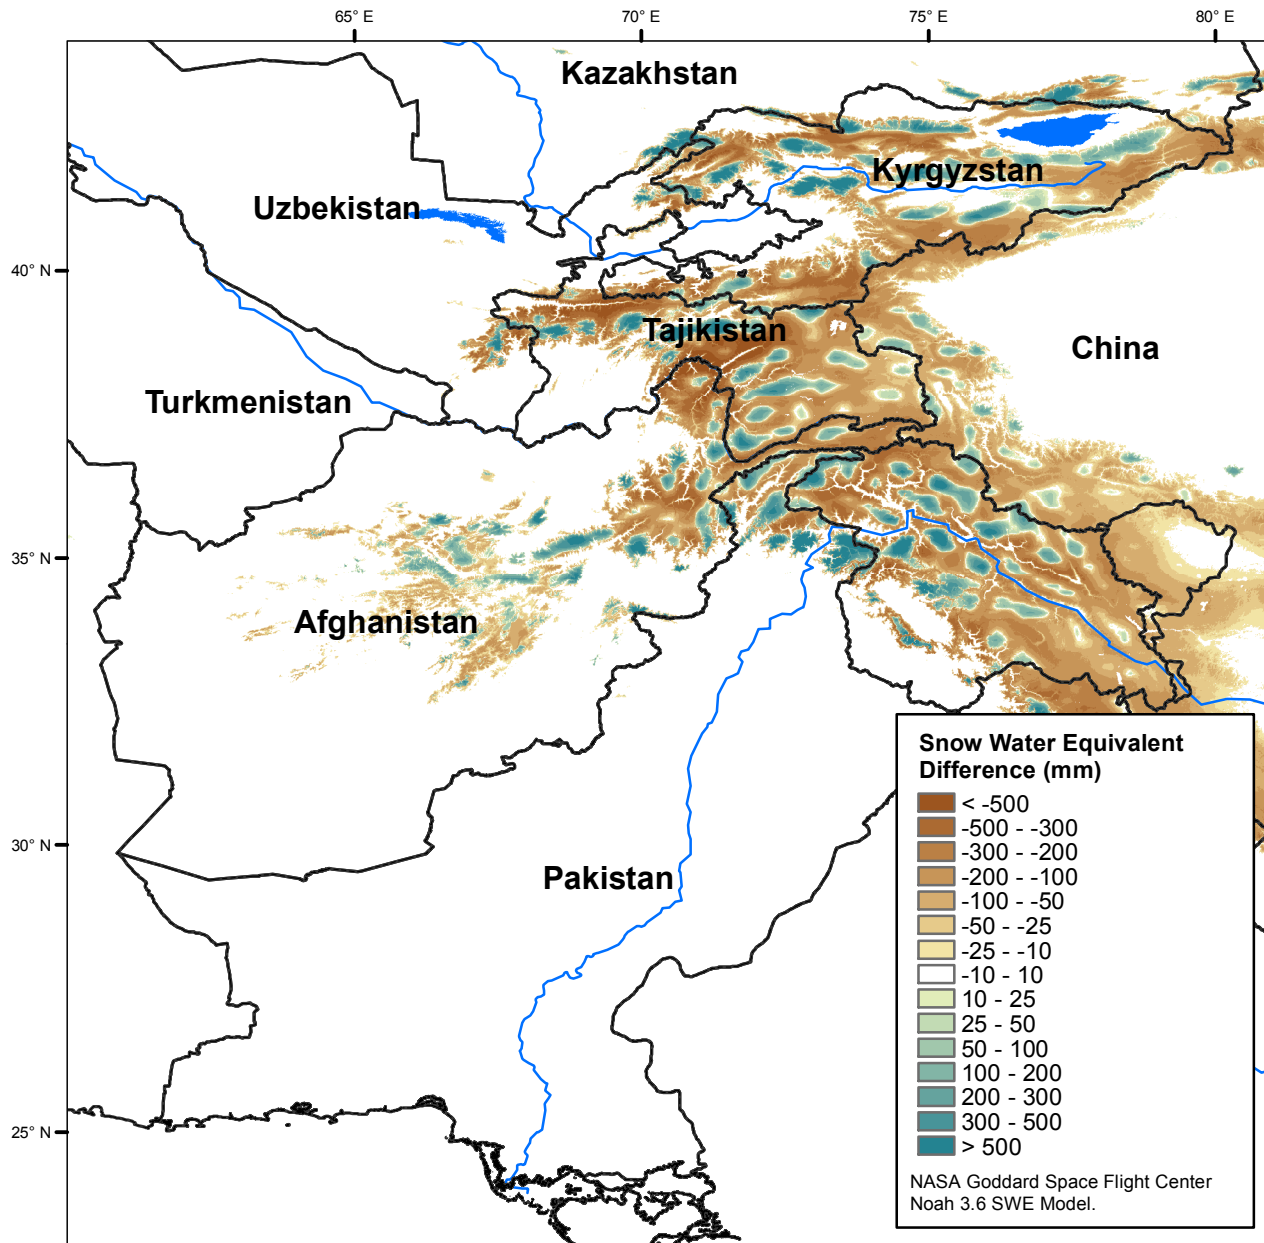 65° E
70° E
75° E
80° E
Kazakhstan
Kyrgyzstan
Uzbekistan
40° N
Tajikistan
China
Turkmenistan
35° N
Afghanistan
Snow Water Equivalent
Difference (mm)
< -500
-500 - -300
-300 - -200
-200 - -100
-100 - -50
-50 - -25
-25 - -10
-10 - 10
10 - 25
25 - 50
50 - 100
100 - 200
200 - 300
300 - 500
> 500
NASA Goddard Space Flight Center
Noah 3.6 SWE Model.
30° N
Pakistan
25° N